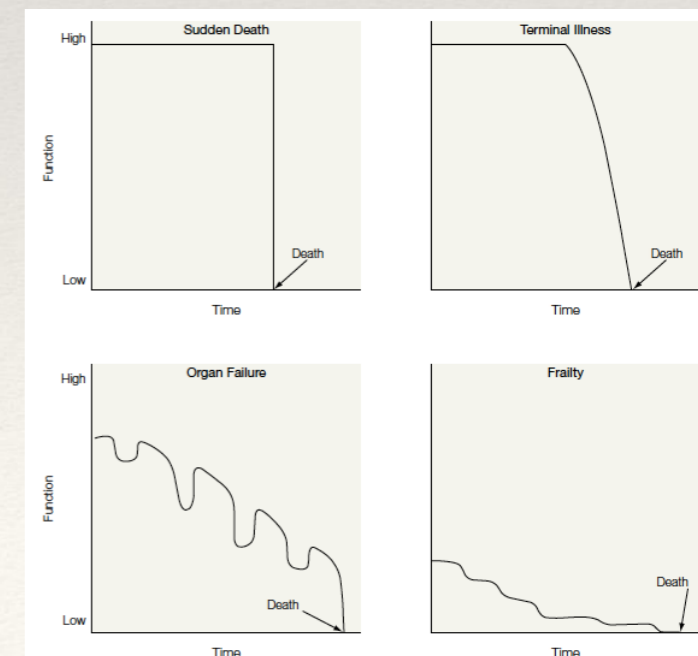 Sudden Death
High
Function
Low
Death
Time
Terminal Illness
Death
Time
Organ Failure
High
Function
Low
Death
Time
Frailty
Death
Time